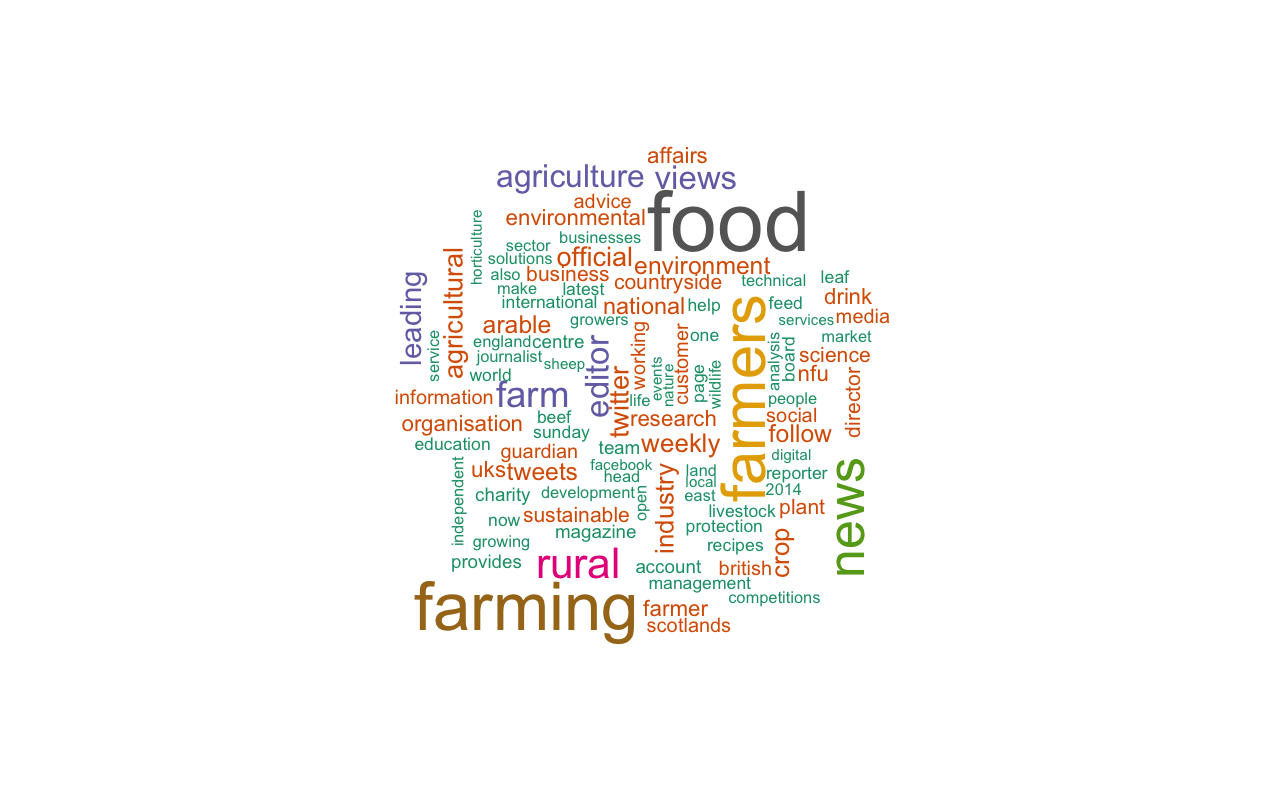 affairs
agriculture
views
advice
food
environmental
horticulture
businesses
sector
official
solutions
environment
agricultural
also
business
countryside
technical
leaf
leading
make
latest
international
national
help
farmers
feed
drink
services
media
arable
growers
working
customer
one
market
service
england
centre
editor
journalist
sheep
events
nature
wildlife
analysis
board
science
world
twitter
page
nfu
director
information
farm
life
people
organisation
beef
research
social
sunday
follow
education
guardian
team
weekly
digital
uks
tweets
facebook
head
land
reporter
independent
local
news
charity
development
open
industry
east
2014
now
sustainable
livestock
plant
growing
magazine
protection
recipes
crop
provides
rural
account
british
management
farming
competitions
farmer
scotlands